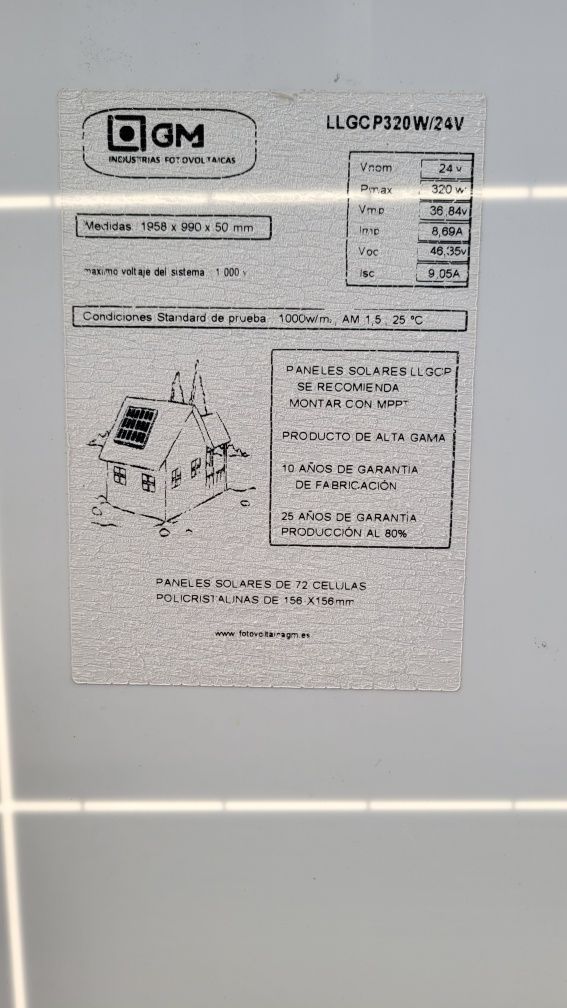 GM
INDUSTRIAS FOTOVOLTAICAS
LLGCP320W/24V
Vnom 24 v
Pmax 320 w
Vmp 36,84v
Imp 8,69A
Voc 46,35v
Isc 9,05A
Medidas 1958 x 990 x 50 mm
maximo voltaje del sistema 1 000 v
Condiciones Standard de prueba 1000w/m, AM 1,5, 25 ºC
PANELES SOLARES LLGCP
SE RECOMIENDA
MONTAR CON MPPT
PRODUCTO DE ALTA GAMA
10 AÑOS DE GARANTIA
DE FABRICACIÓN
25 AÑOS DE GARANTIA
PRODUCCIÓN AL 80%
PANELES SOLARES DE 72 CELULAS
POLICRISTALINAS DE 156 X156mm
www.fotovoltaicagm.es